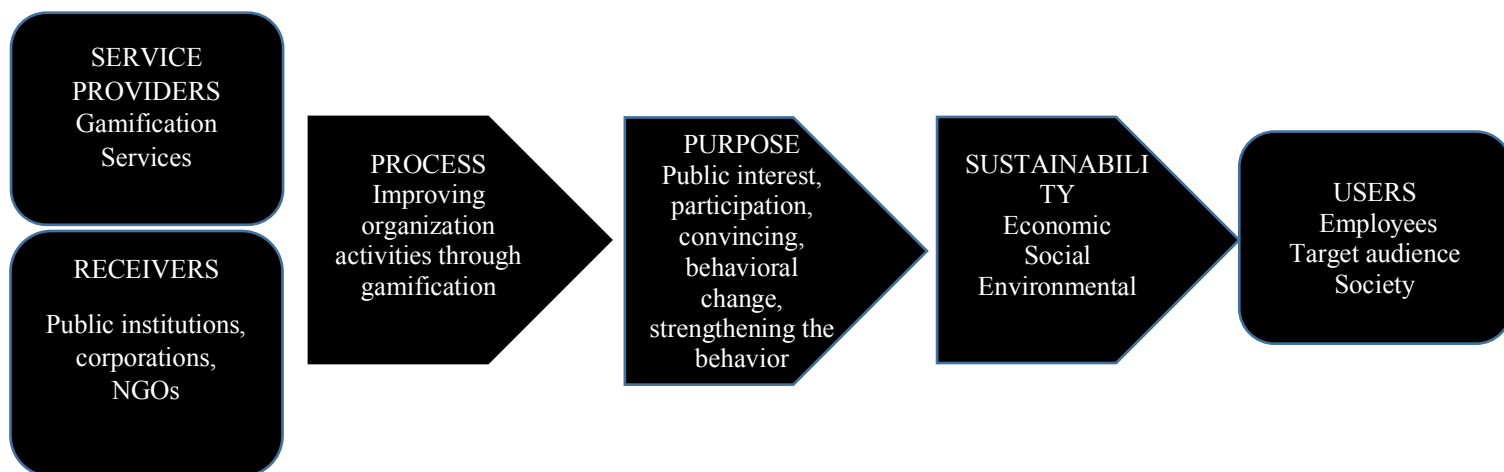 SERVICE
PROVIDERS
Gamification
Services
RECEIVERS
Public institutions,
corporations,
NGOs
PROCESS
Improving
organization
activities through
gamification
PURPOSE
Public interest,
participation,
convincing,
behavioral
change,
strengthening the
behavior
SUSTAINABILI
TY
Economic
Social
Environmental
USERS
Employees
Target audience
Society